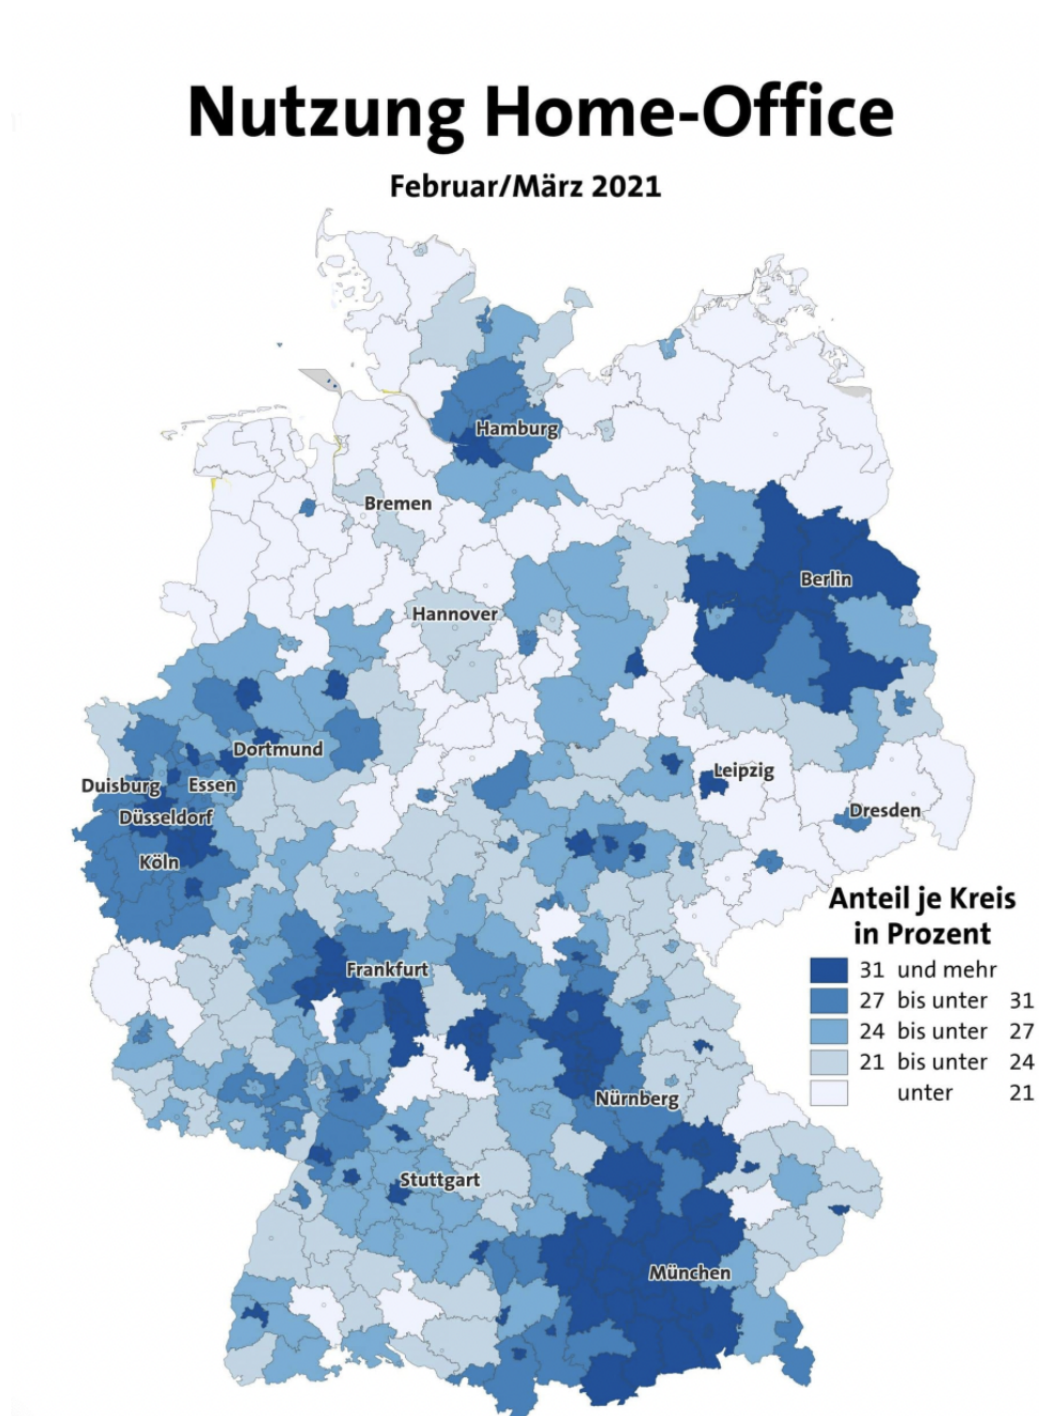 Nutzung Home-Office
Februar/März 2021
Hamburg
Bremen
Berlin
Hannover
Dortmund
Duisburg
Essen
Leipzig
Düsseldorf
Dresden
Köln
Anteil je Kreis
in Prozent
Frankfurt
31 und mehr
27 bis unter 31
24 bis unter 27
21 bis unter 24
unter 21
Nürnberg
Stuttgart
München